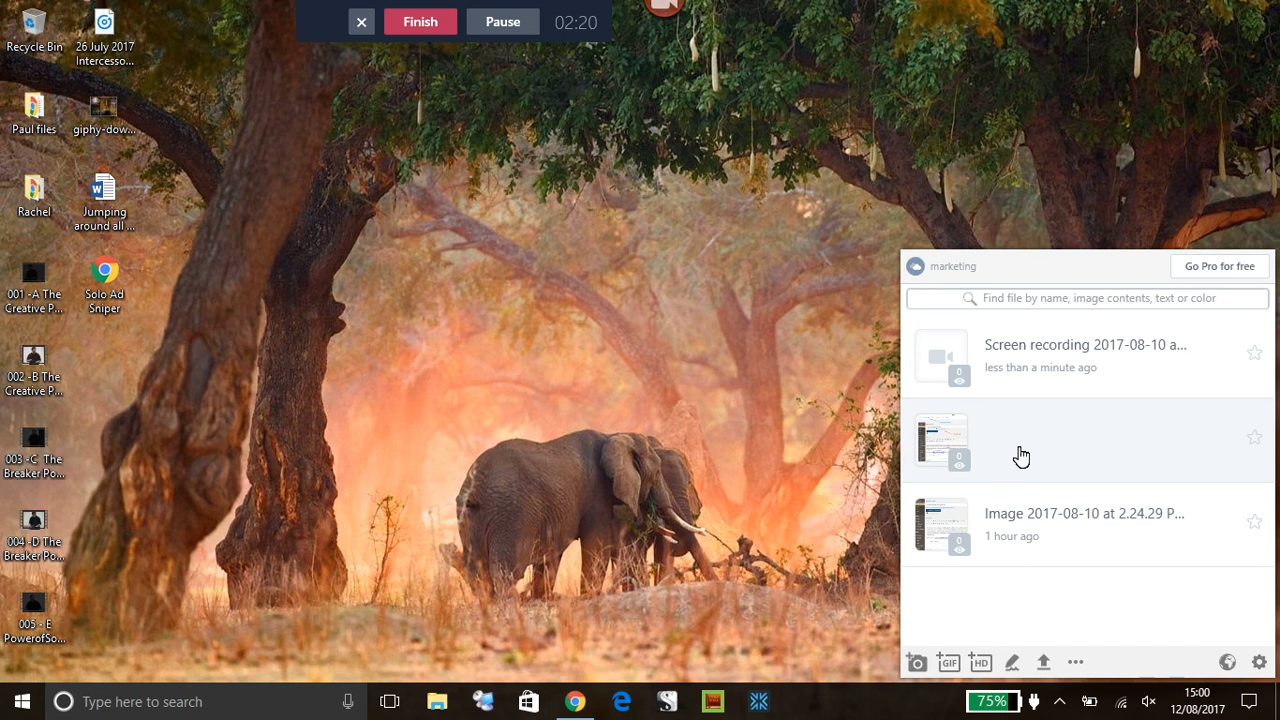 Finish
Pause
02:20
Recycle Bin
26 July 2017
Intercesso...
Paul files
giphy-dow...
Rachel
Jumping
around all ...
001 -A The
Creative P...
Solo Ad
Sniper
002 -B The
Creative P...
003 -C The
Breaker Po...
004 -D The
Breaker Po...
005 - E
PowerofSo...
marketing
Go Pro for free
Find file by name, image contents, text or color
Screen recording 2017-08-10 a...
less than a minute ago
0
0
Image 2017-08-10 at 2.24.29 P...
1 hour ago
0
GIF
HD
Type here to search
75%
15:00
12/08/2017